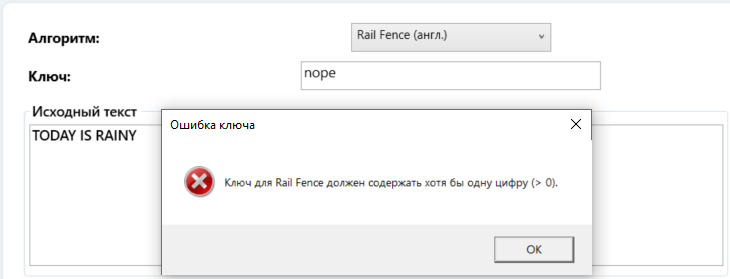 Алгоритм:
Rail Fence (англ.)
Ключ:
nope
Исходный текст
TODAY IS RAINY
Ошибка ключа
Ключ для Rail Fence должен содержать хотя бы одну цифру (> 0).
OK